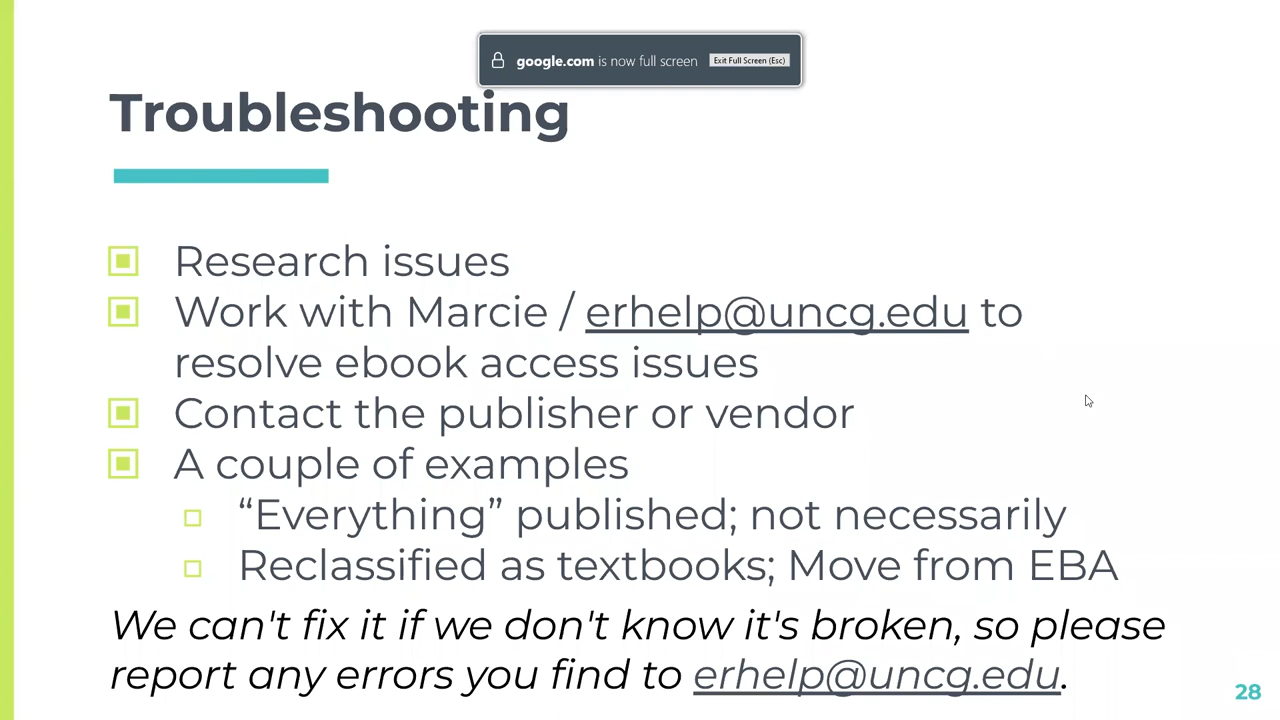 google.com is now full screen Exit Full Screen (Esc)
Troubleshooting
Research issues
Work with Marcie / erhelp@uncg.edu to
resolve ebook access issues
Contact the publisher or vendor
A couple of examples
“Everything” published; not necessarily
Reclassified as textbooks; Move from EBA
We can't fix it if we don't know it's broken, so please
report any errors you find to erhelp@uncg.edu.
28